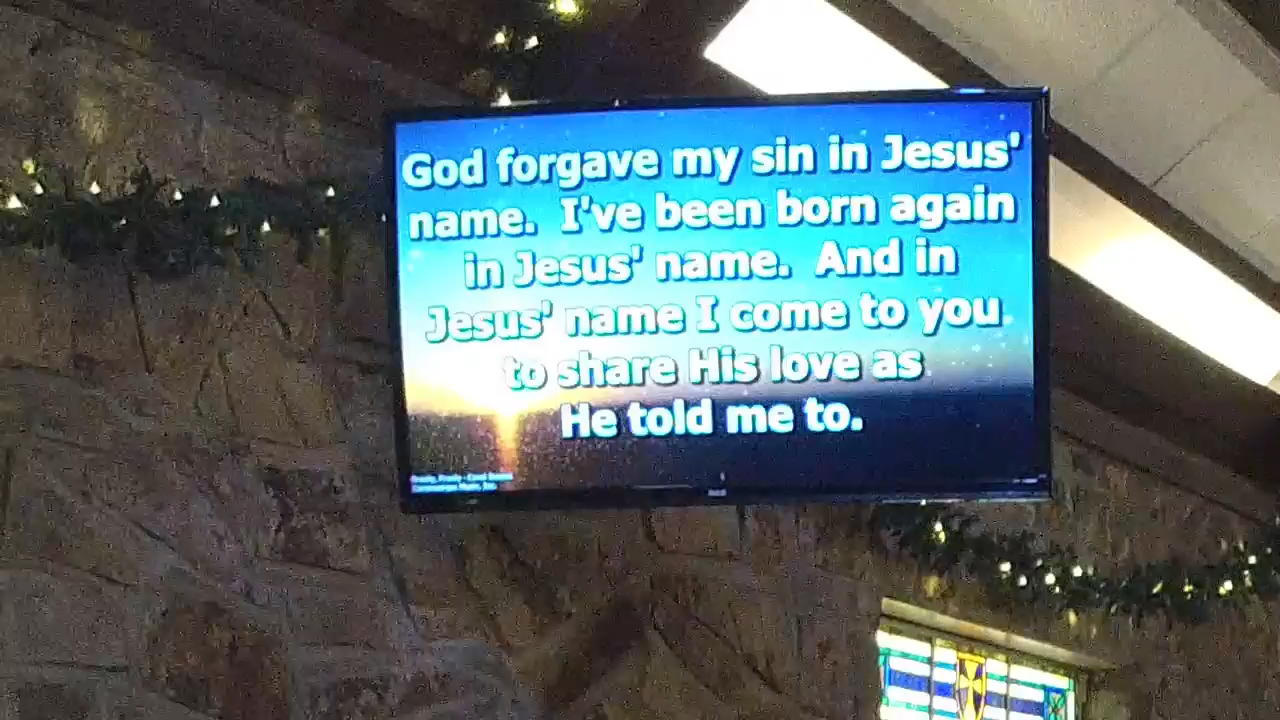 God forgave my sin in Jesus'
name. I've been born again
in Jesus' name. And in
Jesus' name I come to you
to share His love as
He told me to.